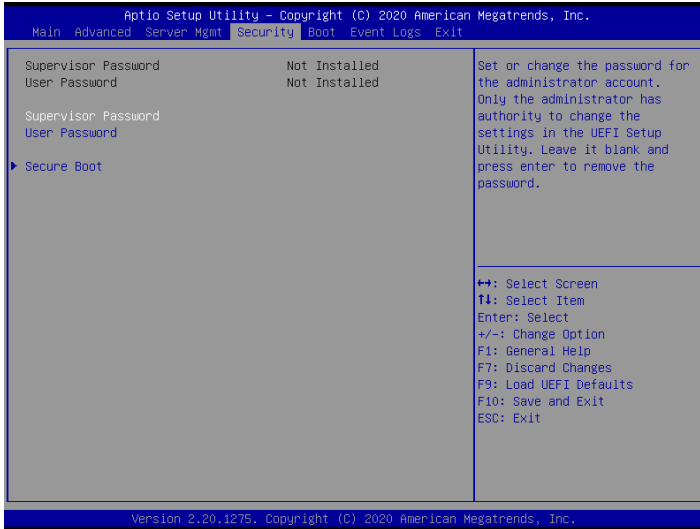 Aptio Setup Utility – Copyright (C) 2020 American Megatrends, Inc.
Main Advanced Server Mgmt Security Boot Event Logs Exit
Supervisor Password Not Installed
User Password Not Installed
Supervisor Password
User Password
▶ Secure Boot
Set or change the password for
the administrator account.
Only the administrator has
authority to change the
settings in the UEFI Setup
Utility. Leave it blank and
press enter to remove the
password.
↔: Select Screen
↑↓: Select Item
Enter: Select
+/-: Change Option
F1: General Help
F7: Discard Changes
F9: Load UEFI Defaults
F10: Save and Exit
ESC: Exit
Version 2.20.1275. Copyright (C) 2020 American Megatrends, Inc.